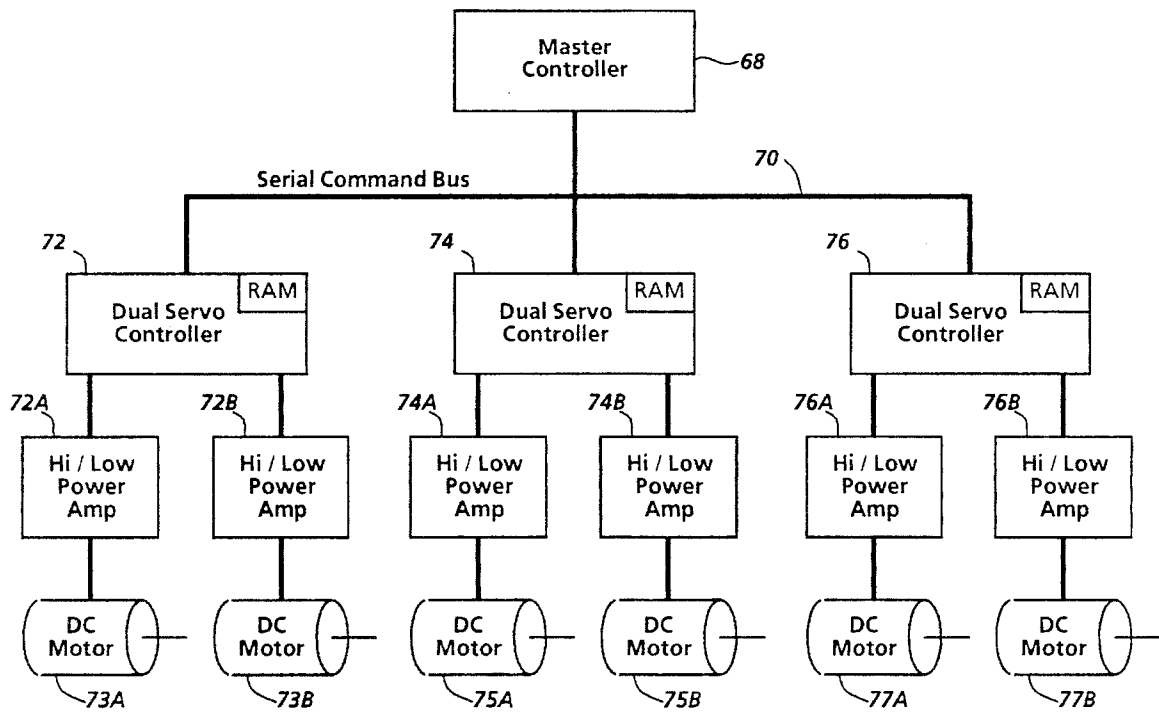 Master
Controller
68
70
Serial Command Bus
72
74
76
RAM
RAM
RAM
Dual Servo
Controller
Dual Servo
Controller
Dual Servo
Controller
72A
72B
74A
74B
76A
76B
Hi / Low
Power
Amp
Hi / Low
Power
Amp
Hi / Low
Power
Amp
Hi / Low
Power
Amp
Hi / Low
Power
Amp
Hi / Low
Power
Amp
DC
Motor
DC
Motor
DC
Motor
DC
Motor
DC
Motor
DC
Motor
73A
73B
75A
75B
77A
77B